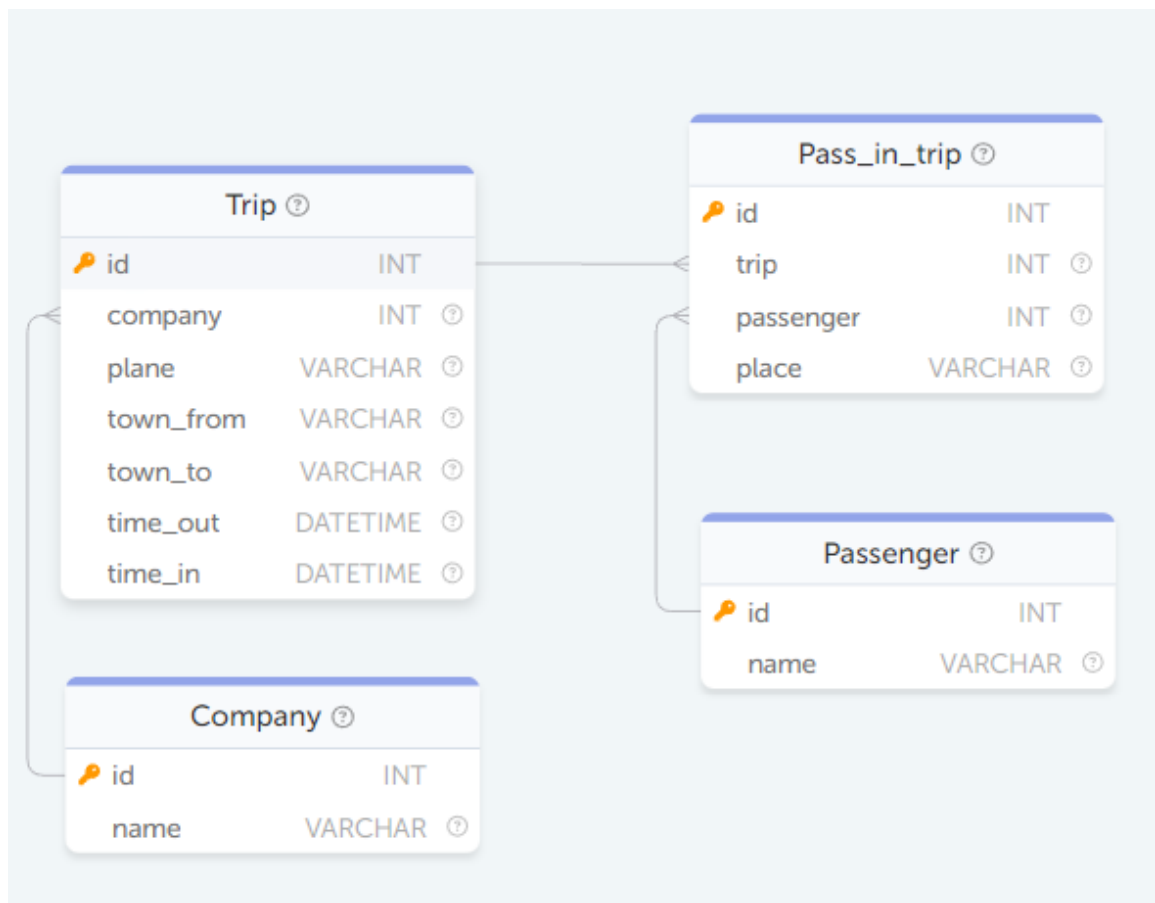 Trip
id INT
company INT
plane VARCHAR
town_from VARCHAR
town_to VARCHAR
time_out DATETIME
time_in DATETIME
Company
id INT
name VARCHAR
Pass_in_trip
id INT
trip INT
passenger INT
place VARCHAR
Passenger
id INT
name VARCHAR